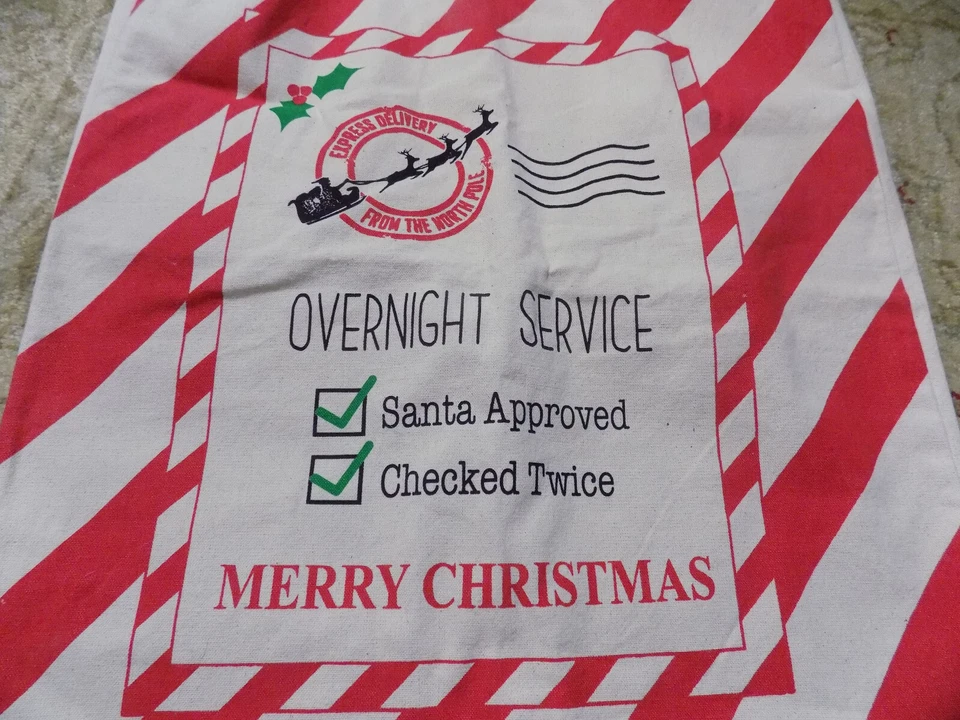 EXPRESS DELIVERY
FROM THE NORTH POLE
OVERNIGHT SERVICE
Santa Approved
Checked Twice
MERRY CHRISTMAS